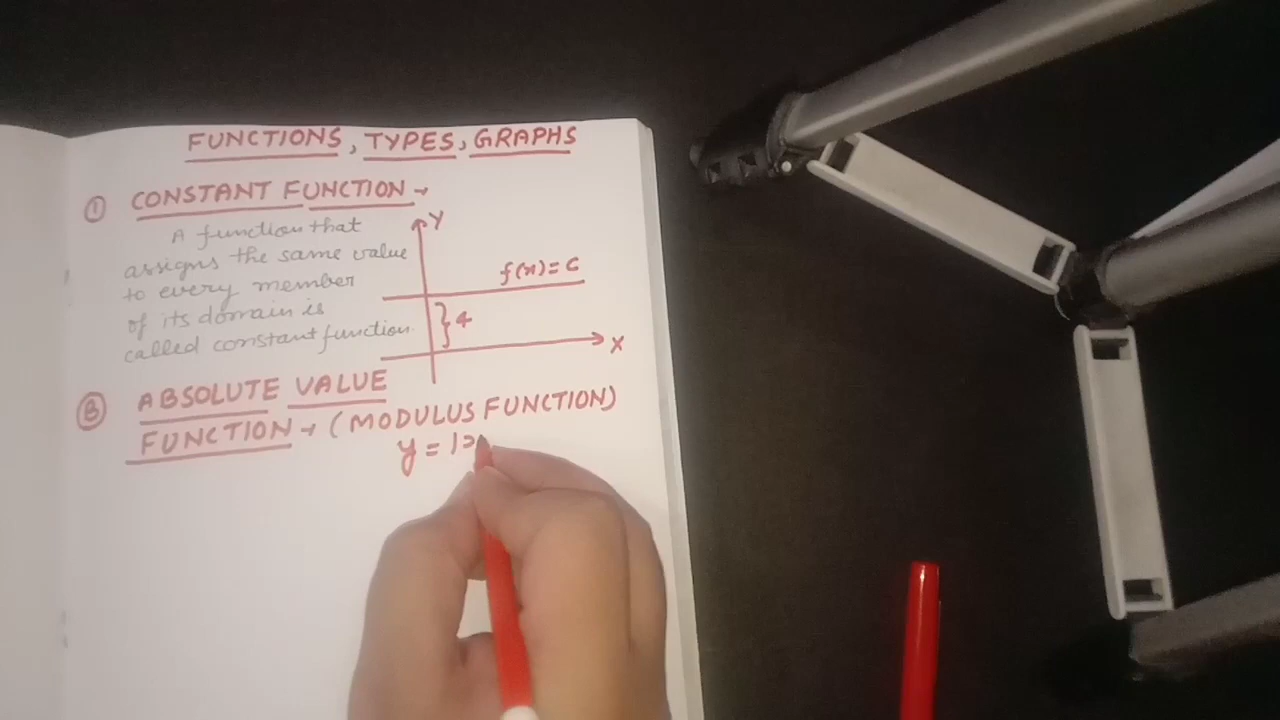 FUNCTIONS, TYPES, GRAPHS
① CONSTANT FUNCTION →
A function that
assigns the same value
to every member
of its domain is
called constant function.
Y
f(x)=C
4
X
Ⓑ ABSOLUTE VALUE
FUNCTION → (MODULUS FUNCTION)
y = |